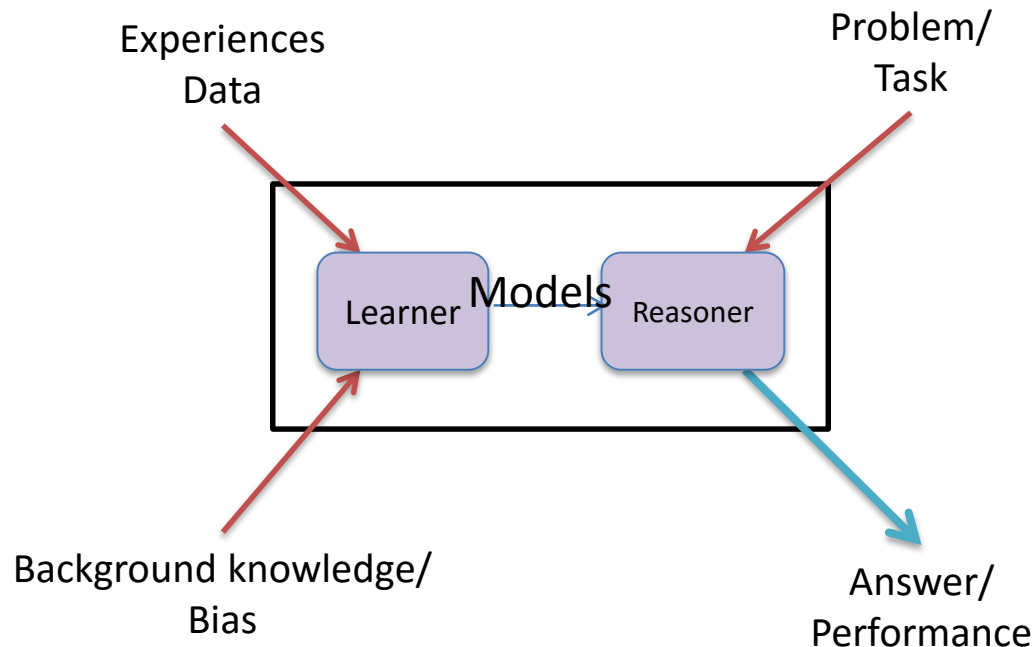 Experiences
Data
Problem/
Task
Learner
Models
Reasoner
Background knowledge/
Bias
Answer/
Performance